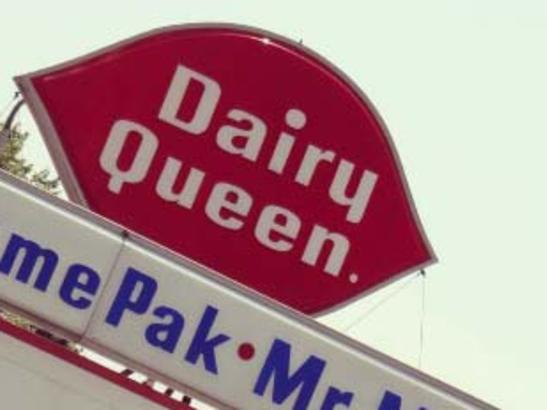 Dairy
Queen.
me Pak • Mr